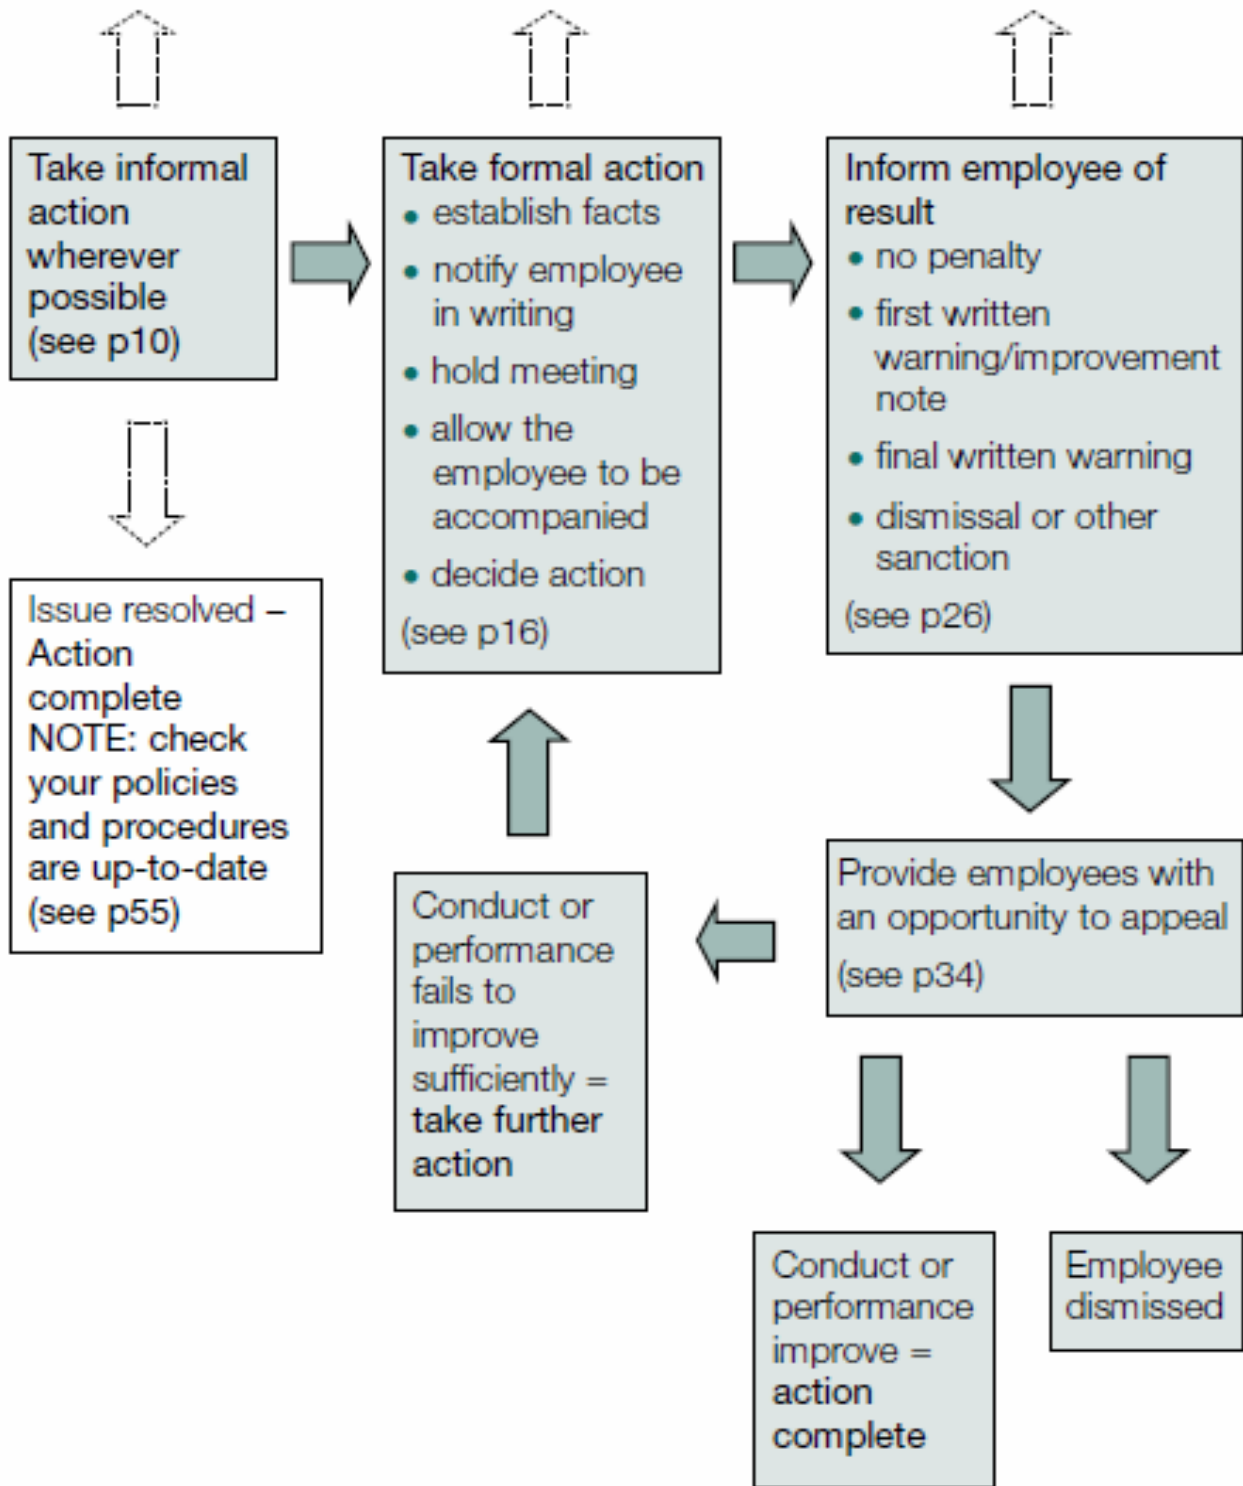 Take informal
action
wherever
possible
(see p10)
Take formal action
• establish facts
• notify employee
in writing
• hold meeting
• allow the
employee to be
accompanied
• decide action
(see p16)
Inform employee of
result
• no penalty
• first written
warning/improvement
note
• final written warning
• dismissal or other
sanction
(see p26)
Issue resolved –
Action
complete
NOTE: check
your policies
and procedures
are up-to-date
(see p55)
Conduct or
performance
fails to
improve
sufficiently =
take further
action
Provide employees with
an opportunity to appeal
(see p34)
Conduct or
performance
improve =
action
complete
Employee
dismissed